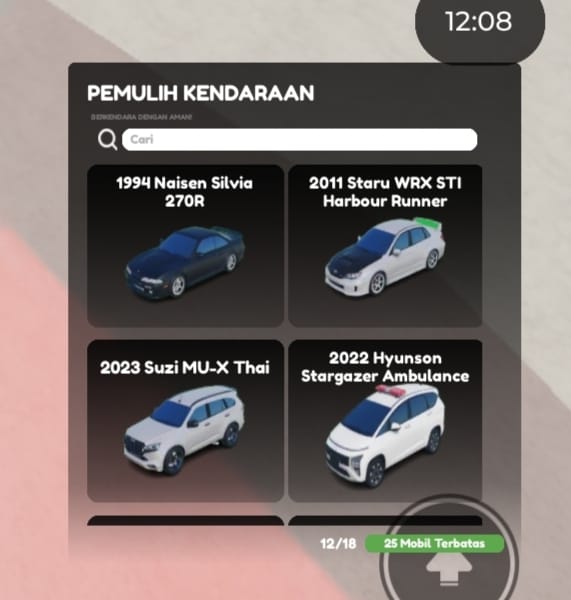 12:08
PEMULIH KENDARAAN
BERKENDARA DENGAN AMAN!
Cari
1994 Naisen Silvia
270R
2011 Staru WRX STI
Harbour Runner
2023 Suzi MU-X Thai
2022 Hyunson
Stargazer Ambulance
12/18
25 Mobil Terbatas